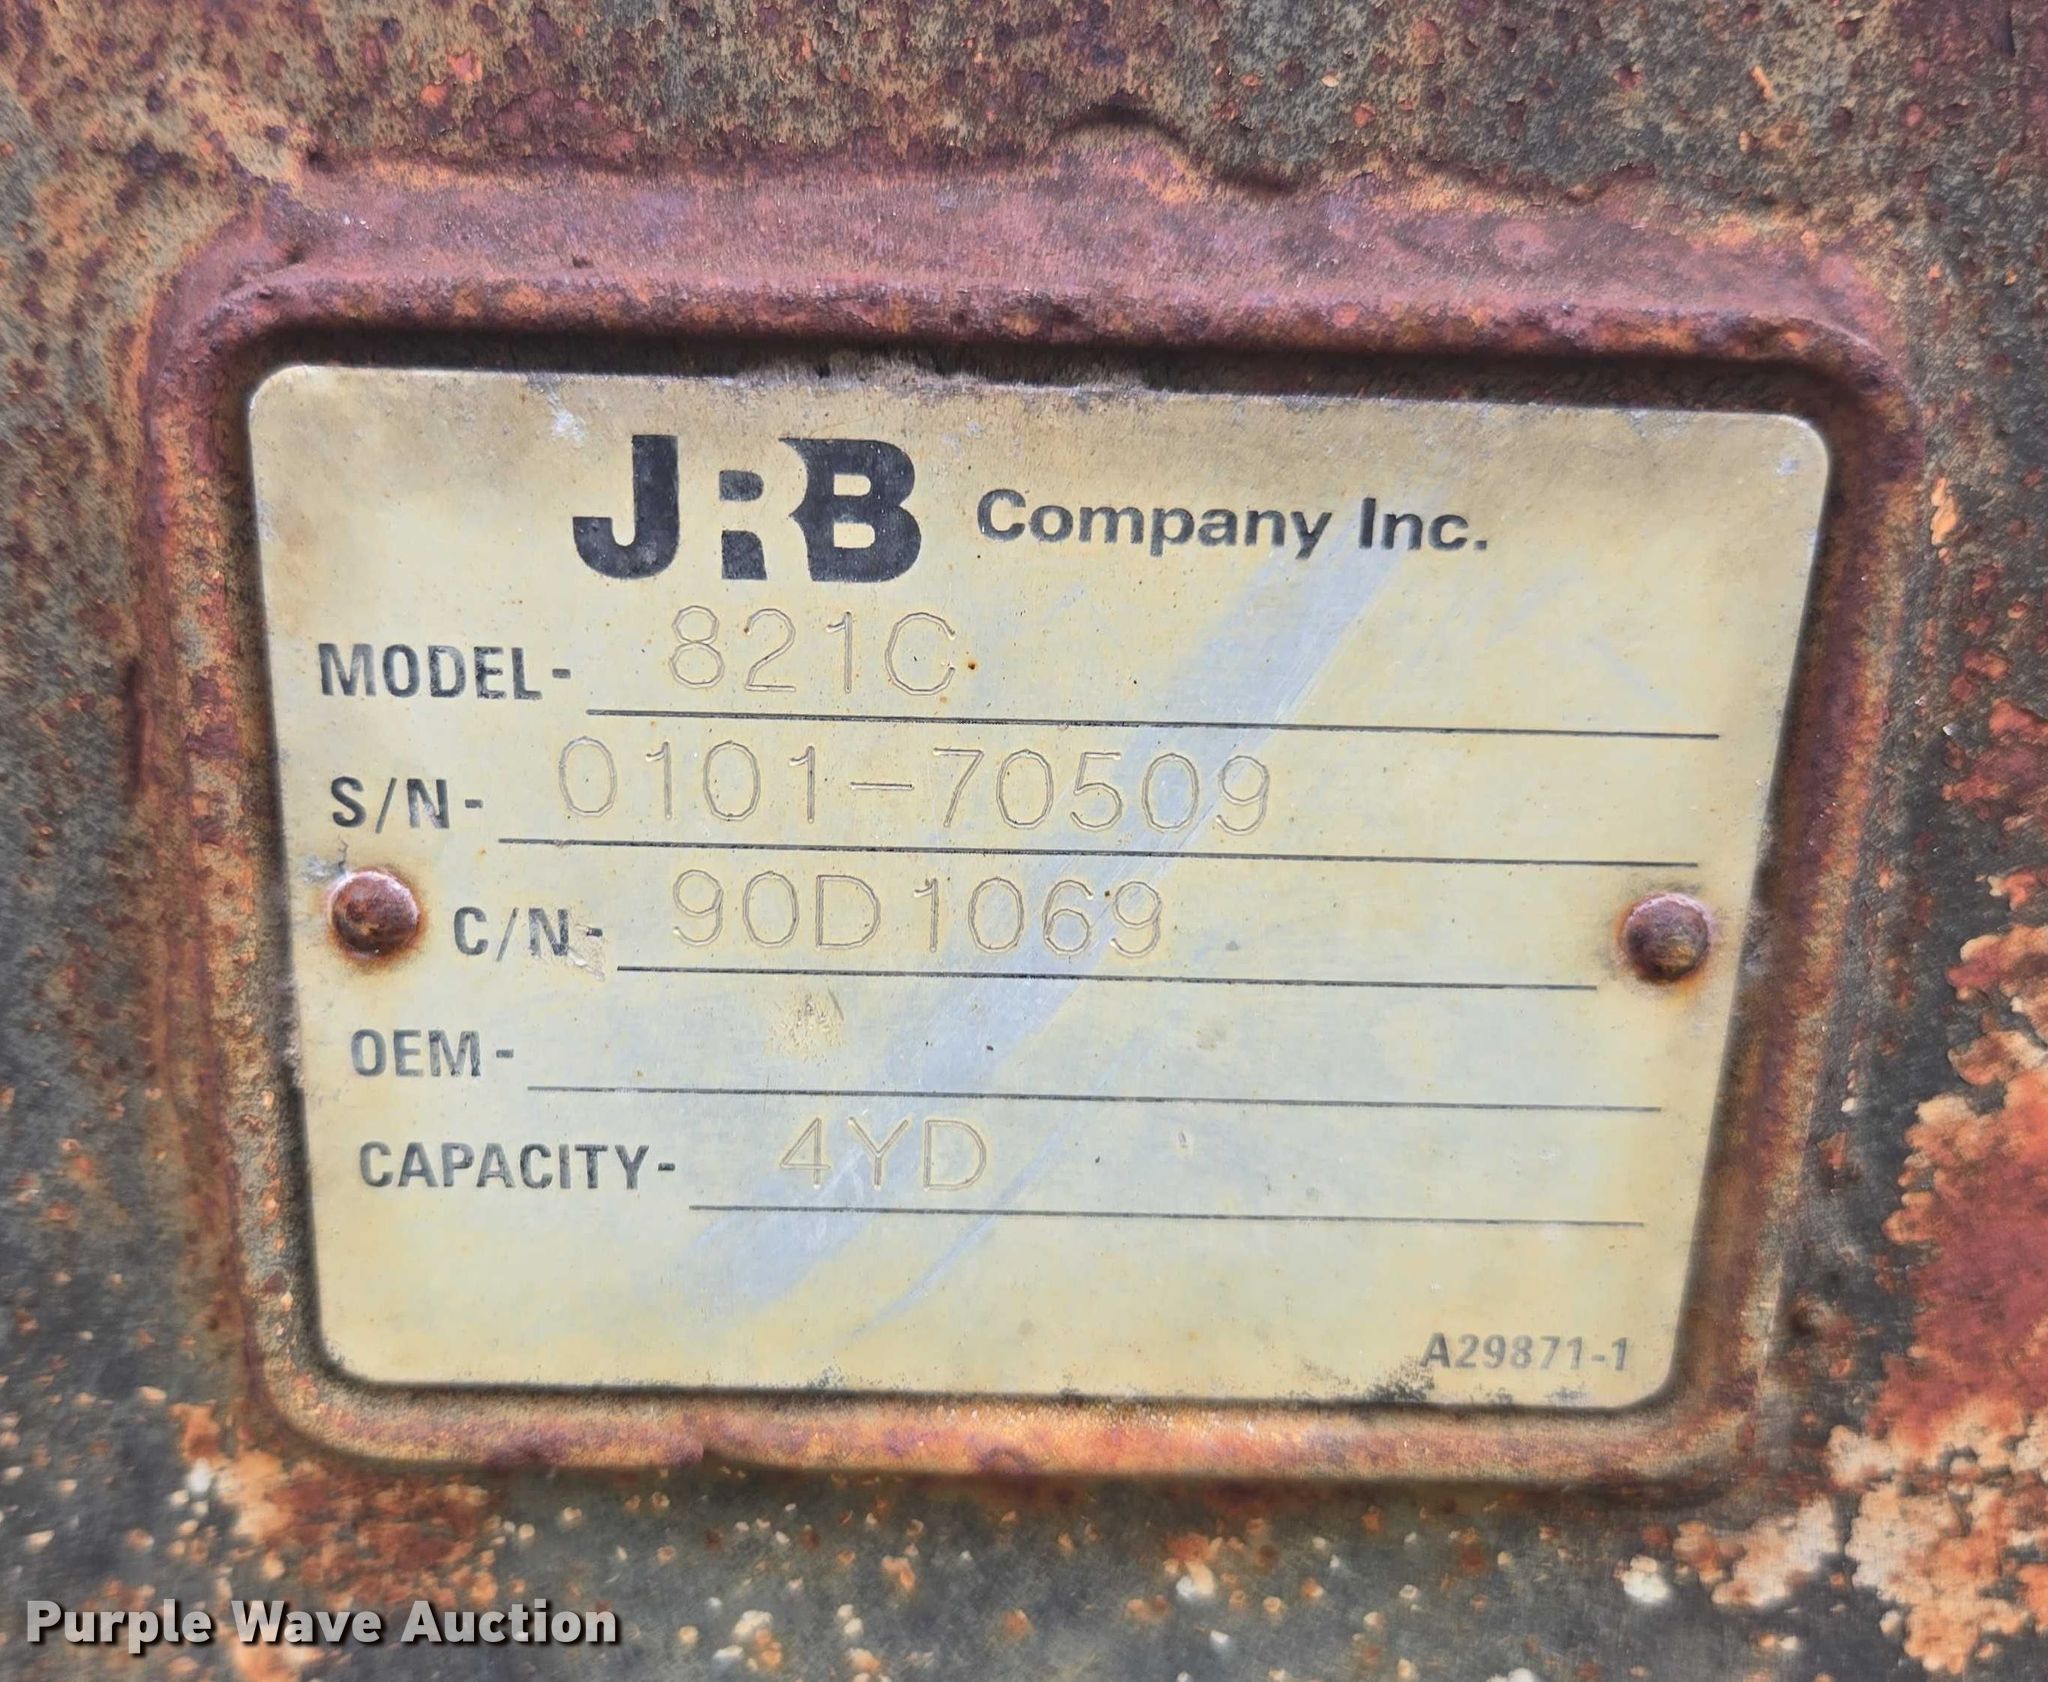 JRB Company Inc.
MODEL- 821C
S/N- 0101-70509
C/N- 90D1069
OEM-
CAPACITY- 4YD
A29871-1
Purple Wave Auction